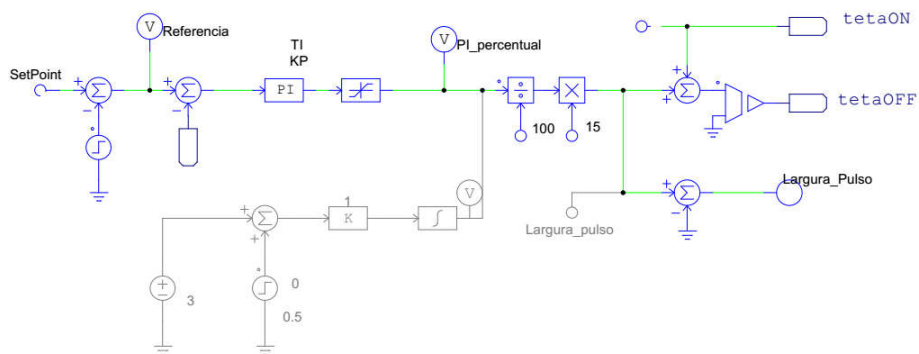 tetaON
Referencia
PI_percentual
TI
KP
SetPoint
PI
tetaOFF
100
15
Largura_Pulso
1
K
Largura_pulso
3
0
0.5
V
V
V